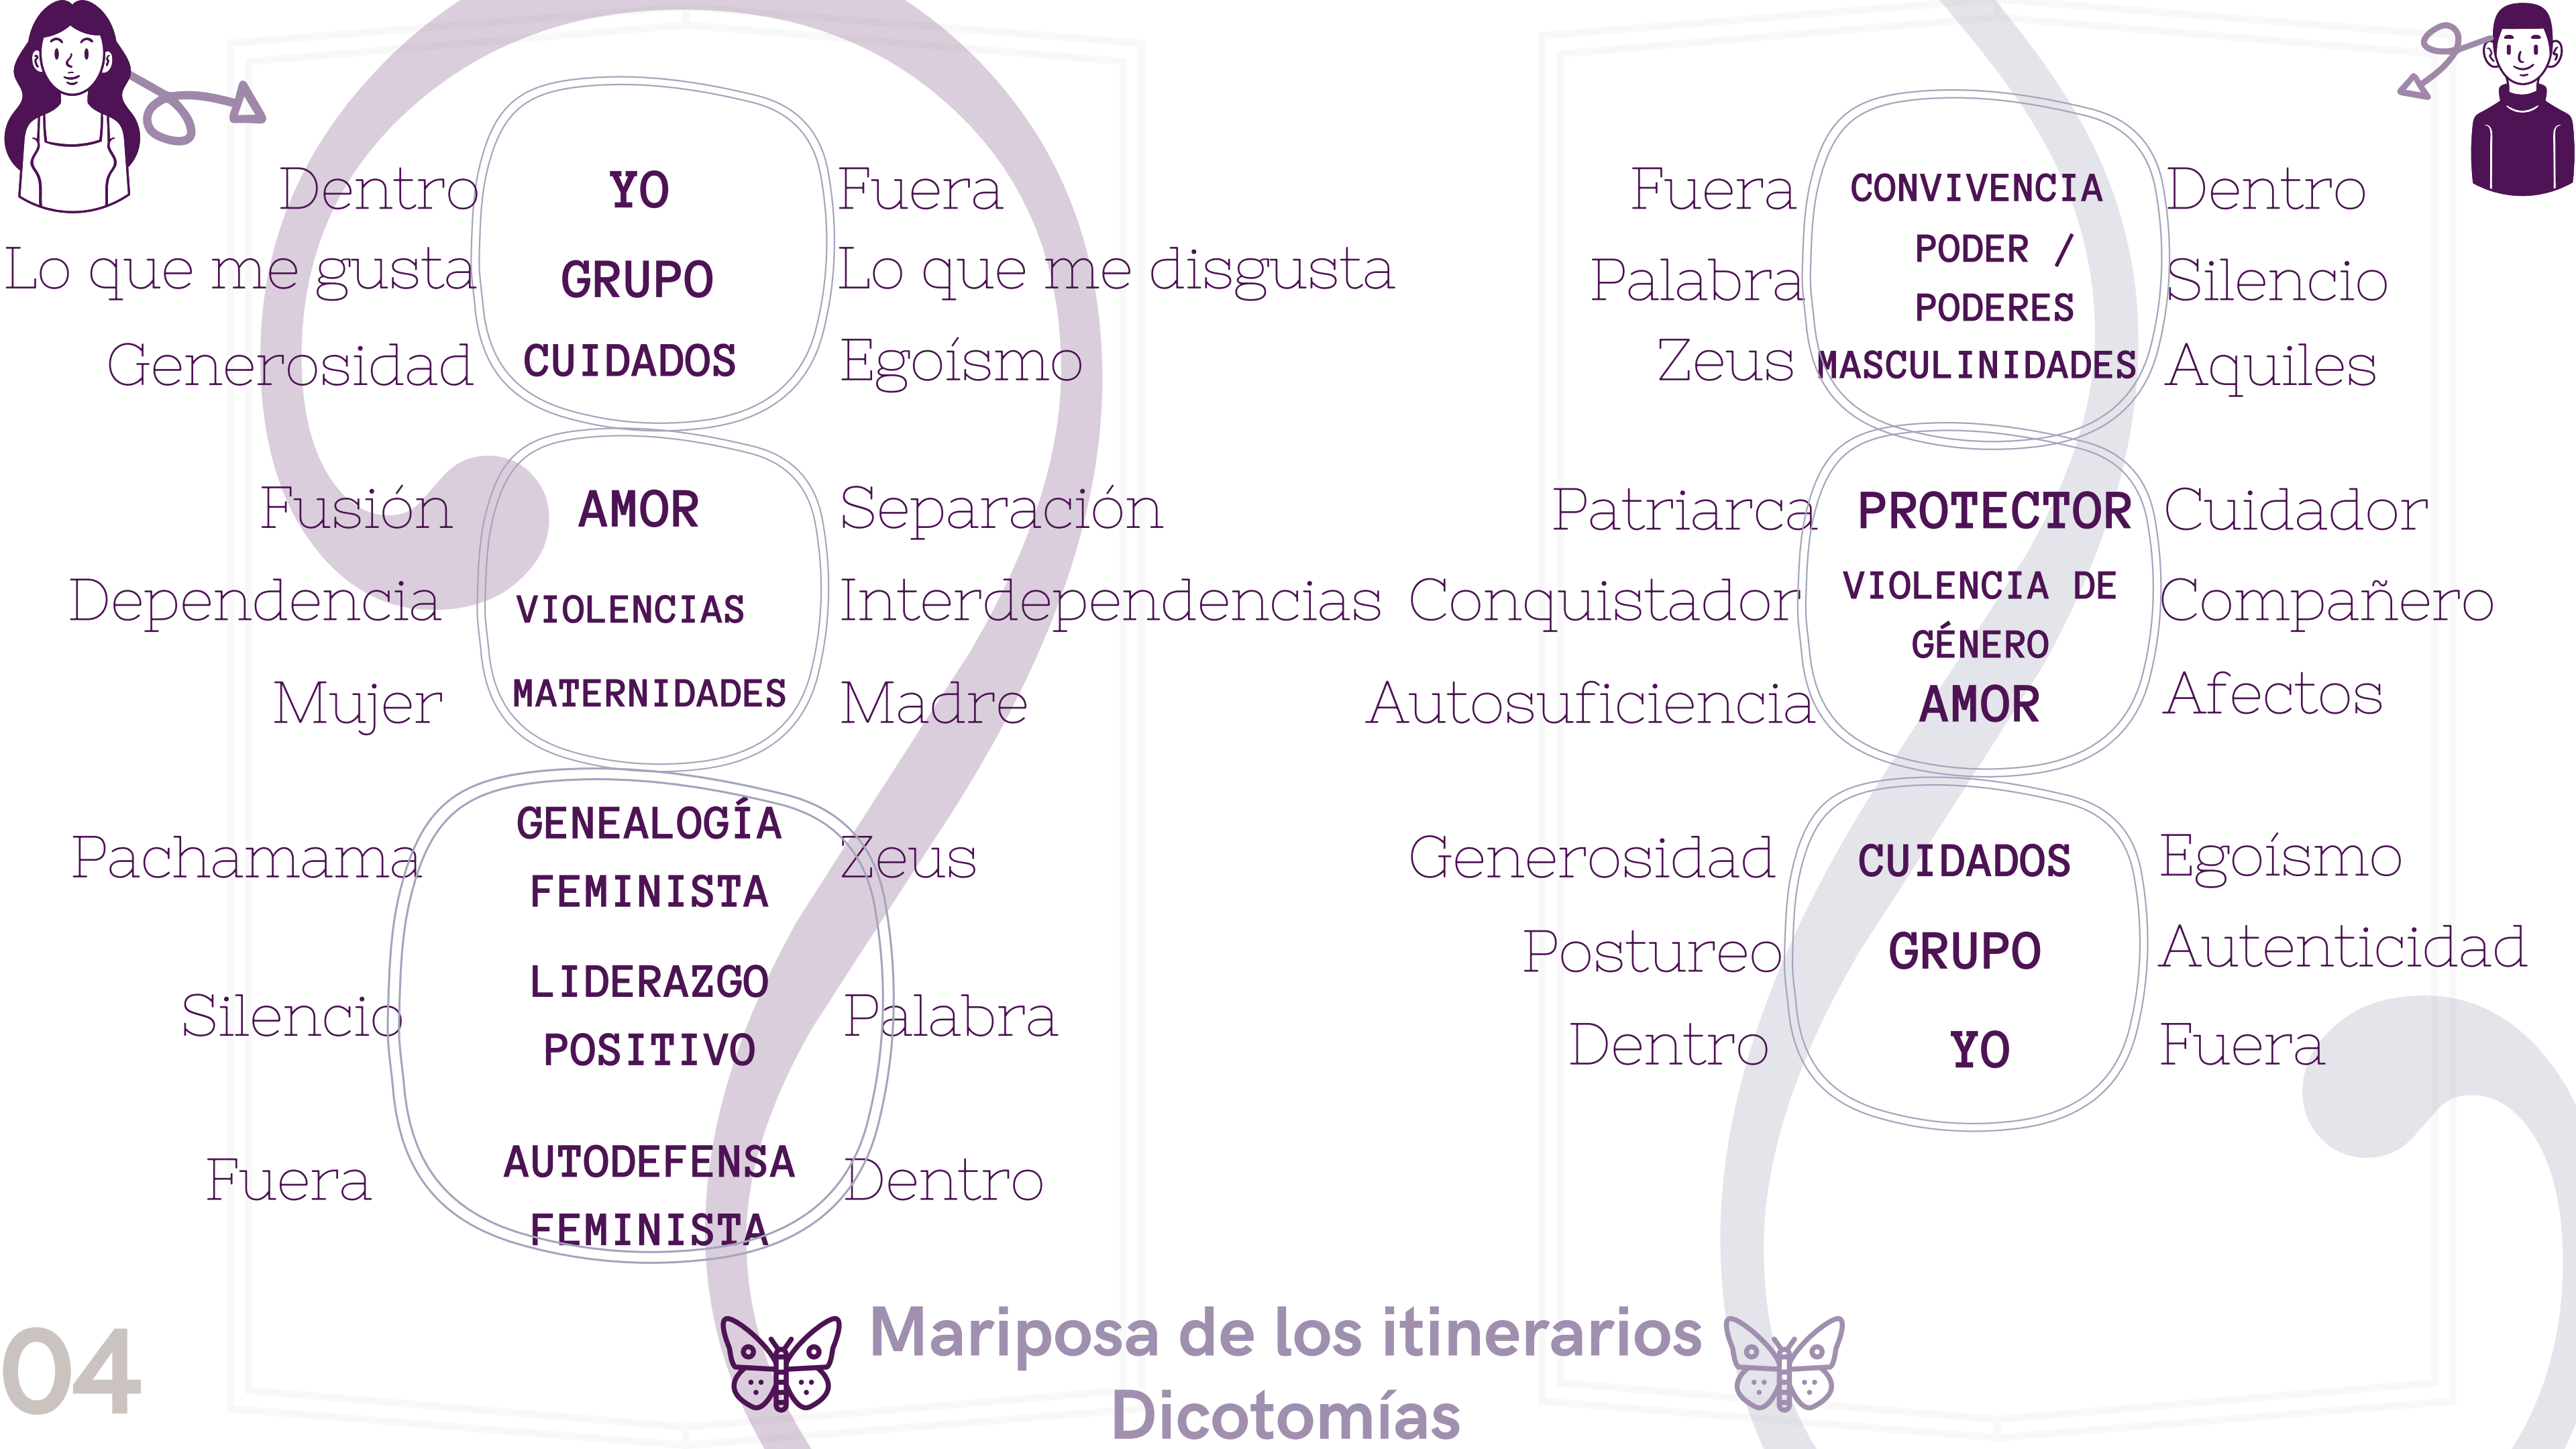 Dentro YO Fuera
Lo que me gusta GRUPO Lo que me disgusta
Generosidad CUIDADOS Egoísmo
Fusión AMOR Separación
Dependencia VIOLENCIAS Interdependencias
Mujer MATERNIDADES Madre
GENEALOGÍA
Pachamama Zeus
FEMINISTA
LIDERAZGO
Silencio Palabra
POSITIVO
AUTODEFENSA
Fuera Dentro
FEMINISTA
Fuera CONVIVENCIA Dentro
PODER /
Palabra Silencio
PODERES
Zeus MASCULINIDADES Aquiles
Patriarca PROTECTOR Cuidador
VIOLENCIA DE
Conquistador Compañero
GÉNERO
Autosuficiencia AMOR Afectos
Generosidad CUIDADOS Egoísmo
Postureo GRUPO Autenticidad
Dentro YO Fuera
04
Mariposa de los itinerarios
Dicotomías